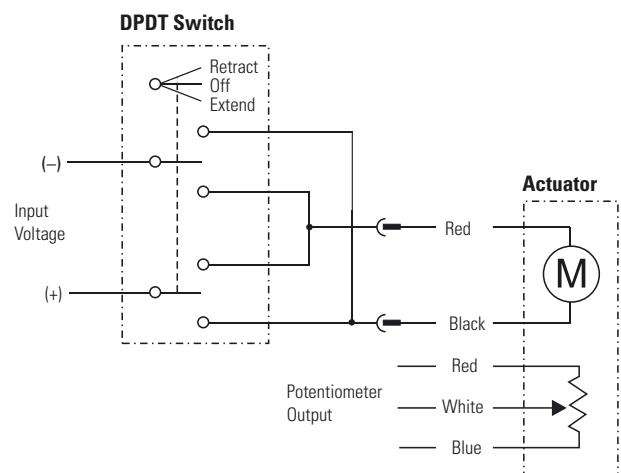 DPDT Switch
Retract
Off
Extend
(–)
Input
Voltage
(+)
Actuator
Red
M
Black
Red
Potentiometer
Output
White
Blue